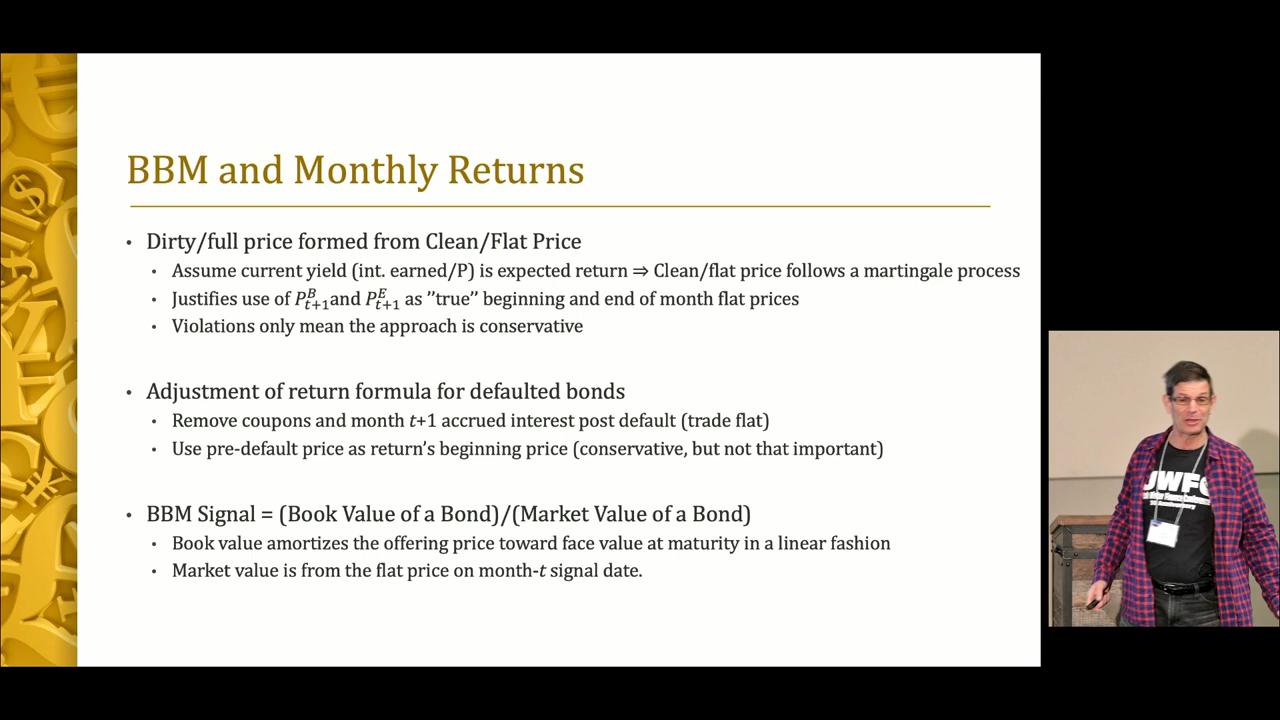 BBM and Monthly Returns
• Dirty/full price formed from Clean/Flat Price
• Assume current yield (int. earned/P) is expected return ⇒ Clean/flat price follows a martingale process
• Justifies use of P^B_{t+1} and P^E_{t+1} as ”true” beginning and end of month flat prices
• Violations only mean the approach is conservative
• Adjustment of return formula for defaulted bonds
• Remove coupons and month t+1 accrued interest post default (trade flat)
• Use pre-default price as return’s beginning price (conservative, but not that important)
• BBM Signal = (Book Value of a Bond)/(Market Value of a Bond)
• Book value amortizes the offering price toward face value at maturity in a linear fashion
• Market value is from the flat price on month-t signal date.